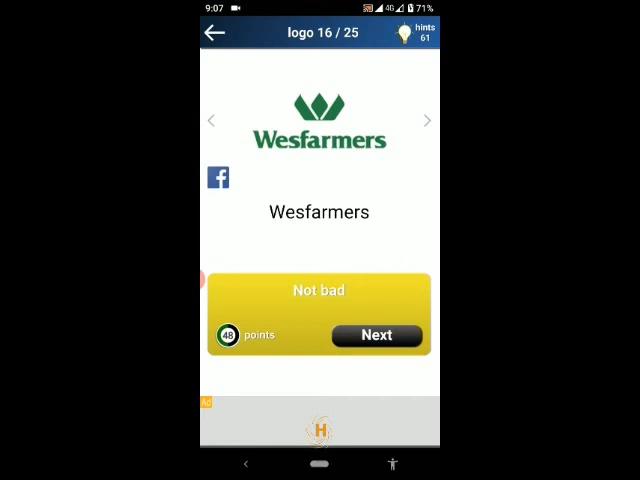 9:07 4G 71%
logo 16 / 25
hints
61
Wesfarmers
Wesfarmers
Not bad
48 points
Next
Ad
H